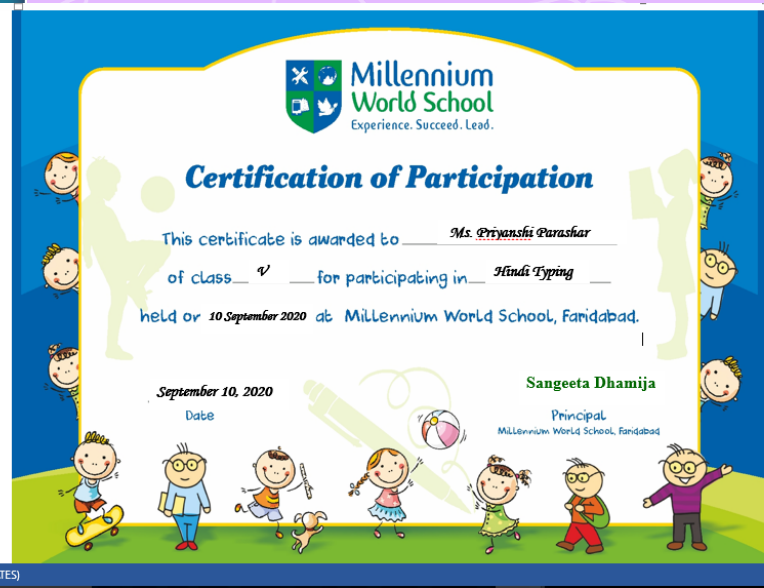 Millennium
World School
Experience. Succeed. Lead.
Certification of Participation
This certificate is awarded to Ms. Priyanshi Parashar
of class V for participating in Hindi Typing
held or 10 September 2020 at Millennium World School, Faridabad.
September 10, 2020
Sangeeta Dhamija
Date
Principal
Millennium World School, Faridabad
TES)